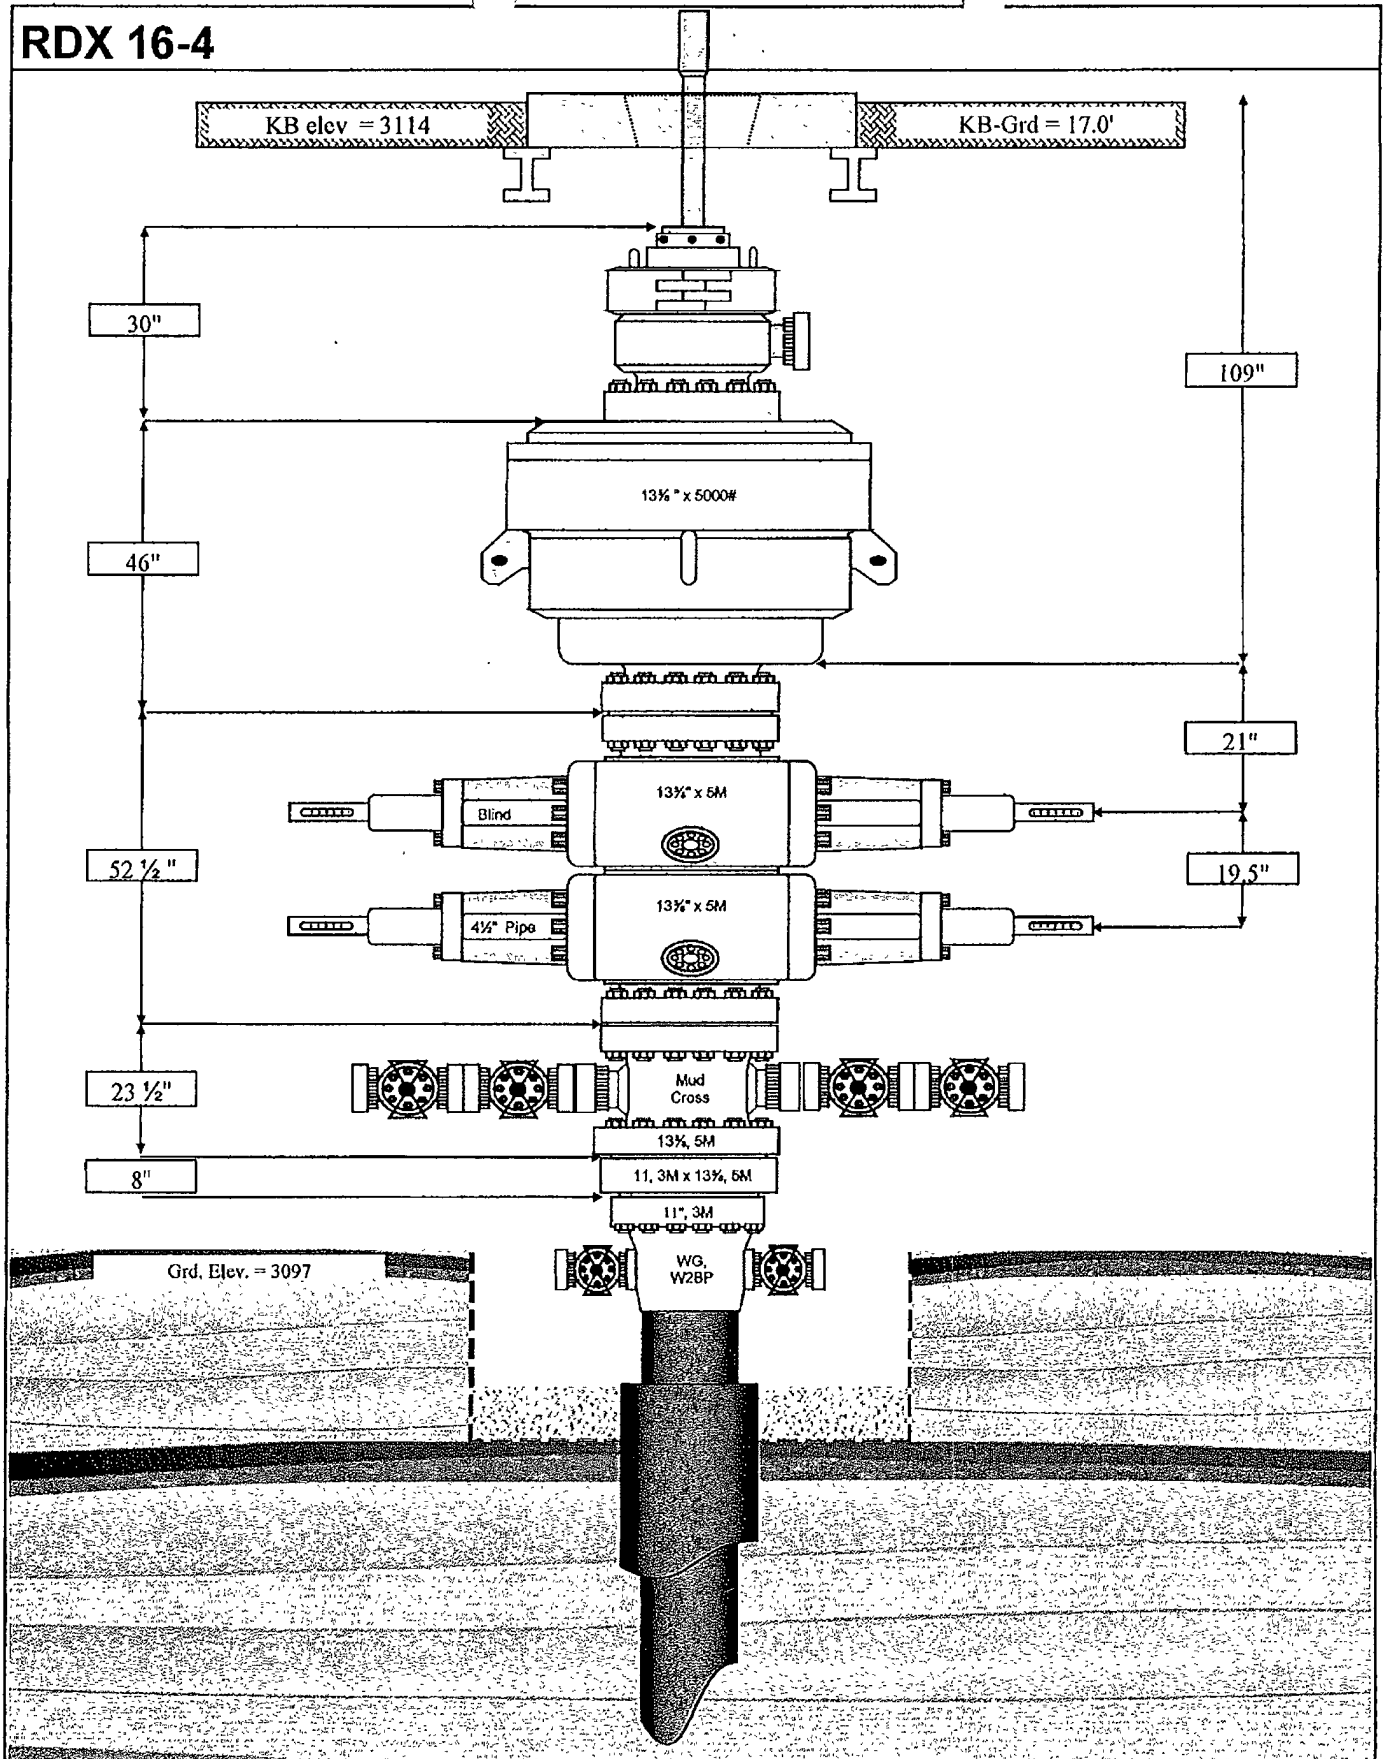 RDX 16-4
KB elev = 3114
KB-Grd = 17.0'
30"
109"
13⅝ " x 5000#
46"
21"
13⅝" x 5M
Blind
52 ½ "
19.5"
13⅝" x 5M
4½" Pipe
23 ½"
Mud
Cross
13⅝, 5M
8"
11, 3M x 13⅝, 5M
11", 3M
Grd, Elev. = 3097
WG,
W2BP